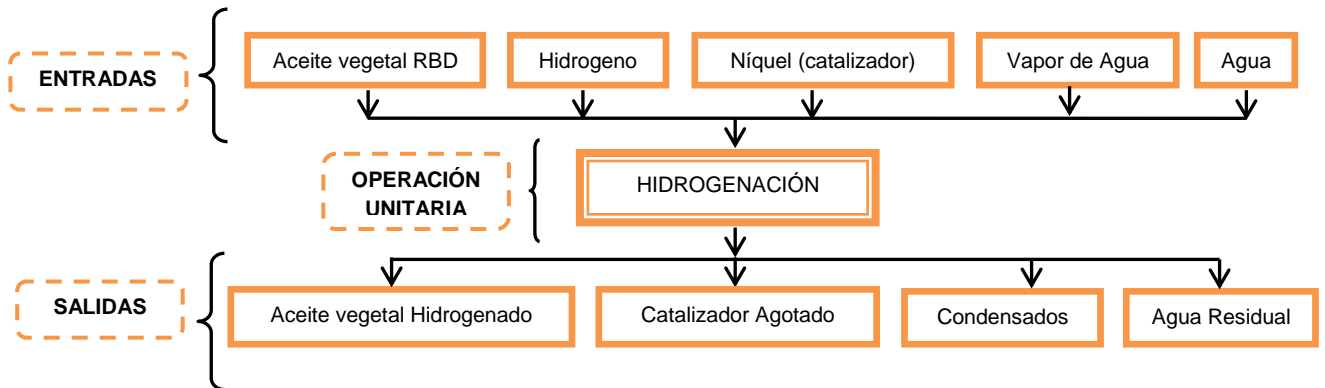 Aceite vegetal RBD
Hidrogeno
Níquel (catalizador)
Vapor de Agua
Agua
ENTRADAS
OPERACIÓN
UNITARIA
HIDROGENACIÓN
SALIDAS
Aceite vegetal Hidrogenado
Catalizador Agotado
Condensados
Agua Residual